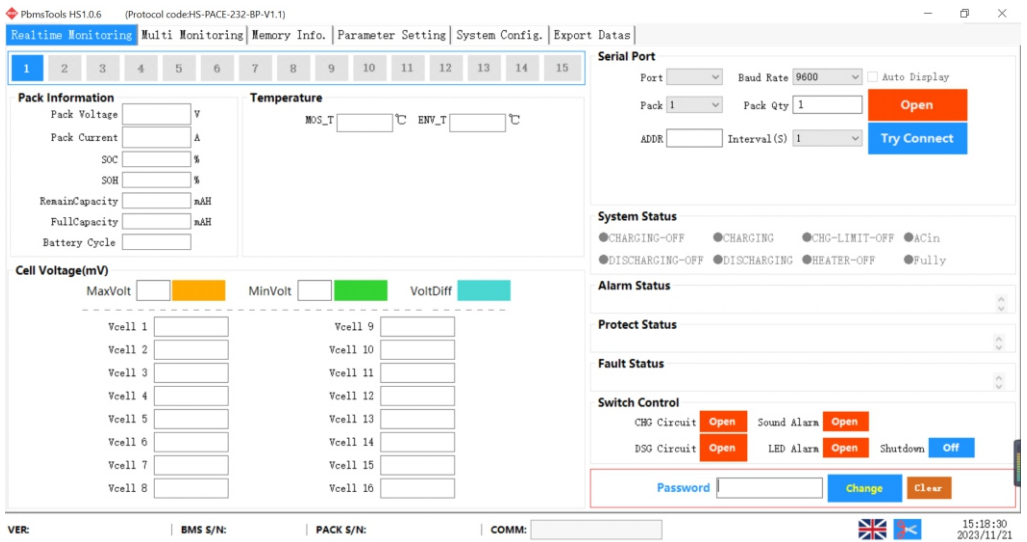 PbmsTools HS1.0.6 (Protocol code:HS-PACE-232-BP-V1.1)
Realtime Monitoring Multi Monitoring Memory Info. Parameter Setting System Config. Export Datas
1 2 3 4 5 6 7 8 9 10 11 12 13 14 15
Pack Information
Pack Voltage V
Pack Current A
SOC %
SOH %
RemainCapacity mAH
FullCapacity mAH
Battery Cycle
Temperature
MOS_T ℃ ENV_T ℃
Cell Voltage(mV)
MaxVolt MinVolt VoltDiff
Vcell 1 Vcell 9
Vcell 2 Vcell 10
Vcell 3 Vcell 11
Vcell 4 Vcell 12
Vcell 5 Vcell 13
Vcell 6 Vcell 14
Vcell 7 Vcell 15
Vcell 8 Vcell 16
Serial Port
Port Baud Rate 9600 Auto Display
Pack 1 Pack Qty 1 Open
ADDR Interval(S) 1 Try Connect
System Status
CHARGING-OFF CHARGING CHG-LIMIT-OFF ACin
DISCHARGING-OFF DISCHARGING HEATER-OFF Fully
Alarm Status
Protect Status
Fault Status
Switch Control
CHG Circuit Open Sound Alarm Open
DSG Circuit Open LED Alarm Open Shutdown Off
Password Change Clear
VER: BMS S/N: PACK S/N: COMM:
15:18:30
2023/11/21